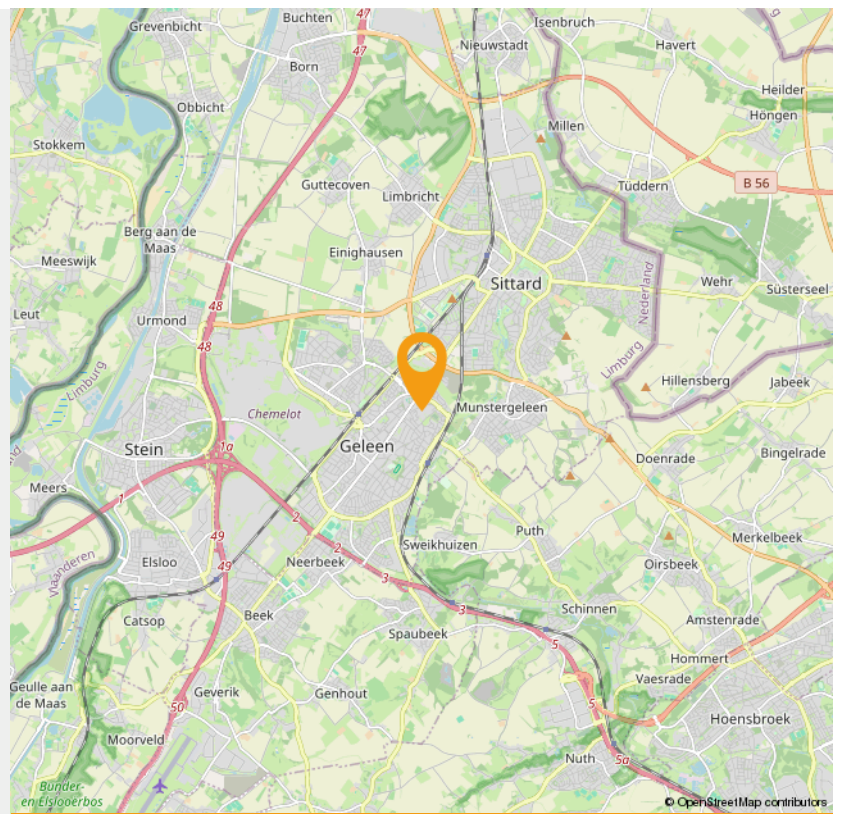 47
Buchten
Isenbruch
Grevenbicht
47
Nieuwstadt
Havert
Born
Heilder
Obbicht
Höngen
Millen
Stokkem
Guttecoven
Limbricht
Tüddern
B 56
Berg aan de
Maas
Einighausen
Meeswijk
Nederland
Sittard
Wehr
Süsterseel
48
Leut
Urmond
48
Limburg
Limburg
Hillensberg
Jabeek
Chemelot
Munstergeleen
Stein
1a
Geleen
Doenrade
Bingelrade
Meers
1
2
Puth
Merkelbeek
49
2
Sweikhuizen
Vlaanderen
Elsloo
Neerbeek
Oirsbeek
49
3
Schinnen
3
Catsop
Beek
Amstenrade
Spaubeek
5
Hommert
Vaesrade
Geulle aan
de Maas
Geverik
Genhout
5
50
Hoensbroek
Moorveld
Nuth
5a
Bunder-
en Elslooerbos
© OpenStreetMap contributors